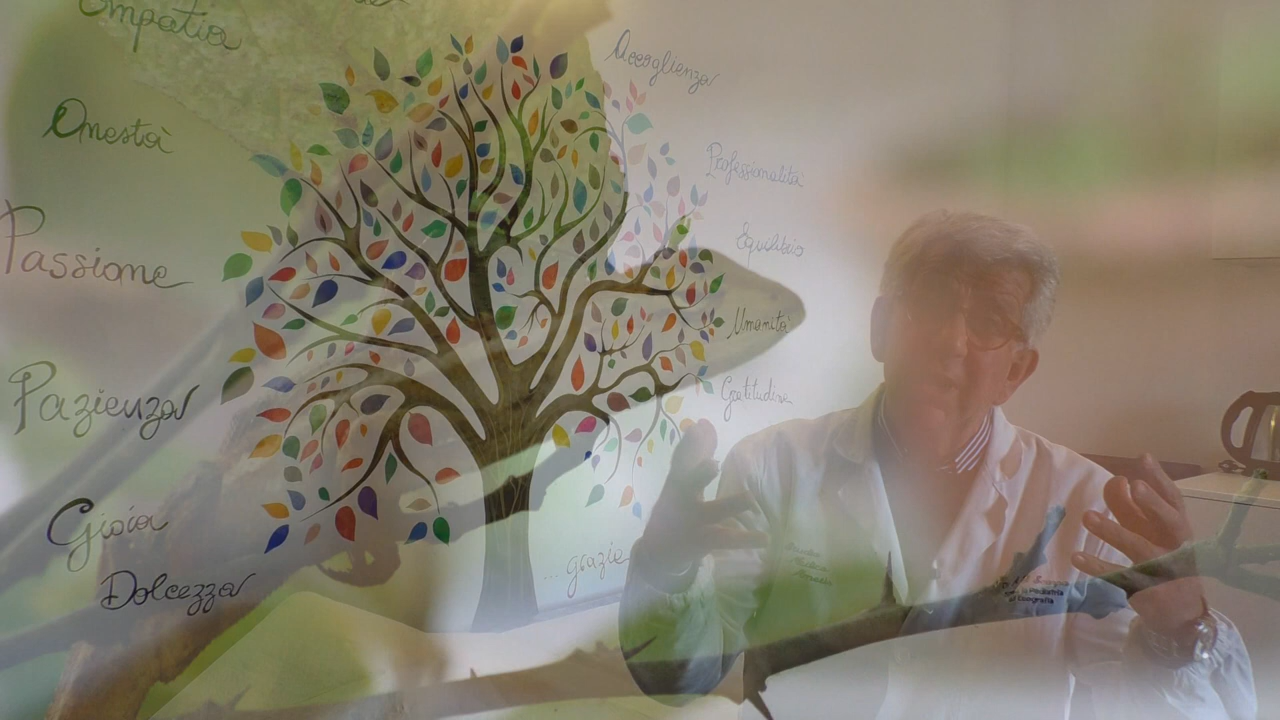 Empatia
Onestà
Passione
Pazienza
Gioia
Dolcezza
Accoglienza
Professionalità
Equilibrio
Umanità
Gratitudine
... grazie